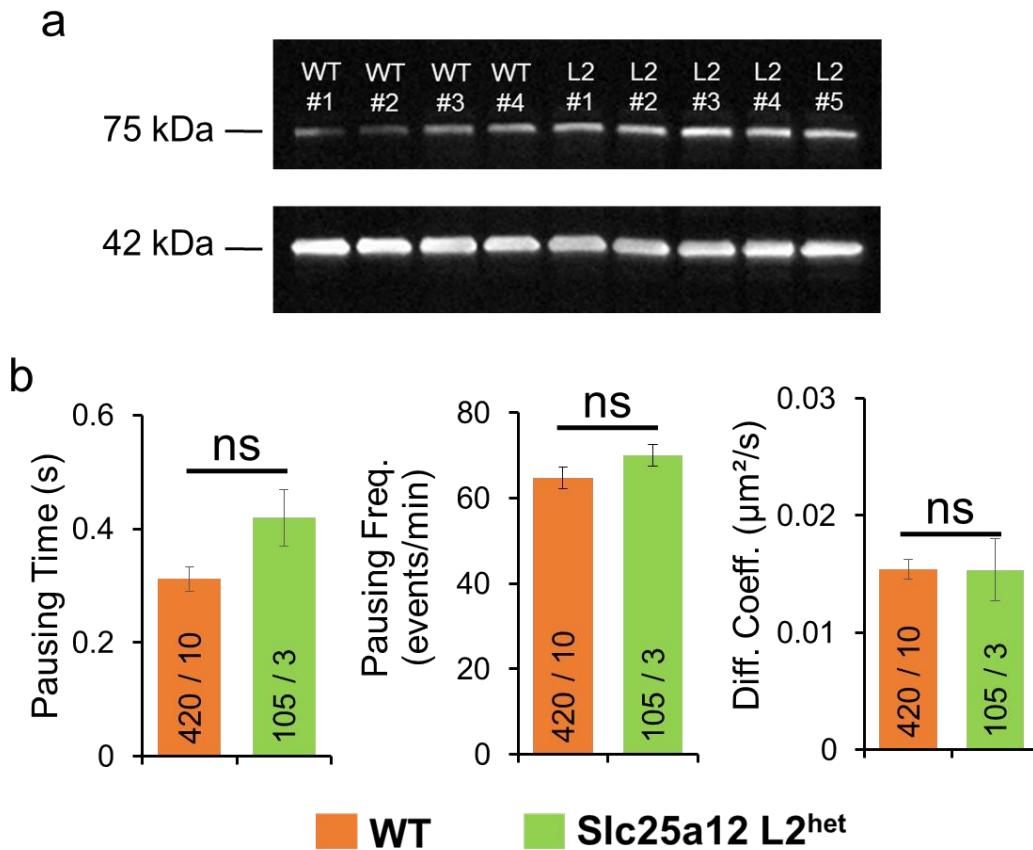 a
WT WT WT WT L2 L2 L2 L2 L2
#1 #2 #3 #4 #1 #2 #3 #4 #5
75 kDa
42 kDa
b
Pausing Time (s)
0.6
0.4
0.2
0
ns
420 / 10
105 / 3
Pausing Freq.
(events/min)
80
60
40
20
0
ns
420 / 10
105 / 3
Diff. Coeff. (µm²/s)
0.03
0.02
0.01
0
ns
420 / 10
105 / 3
WT
Slc25a12 L2het